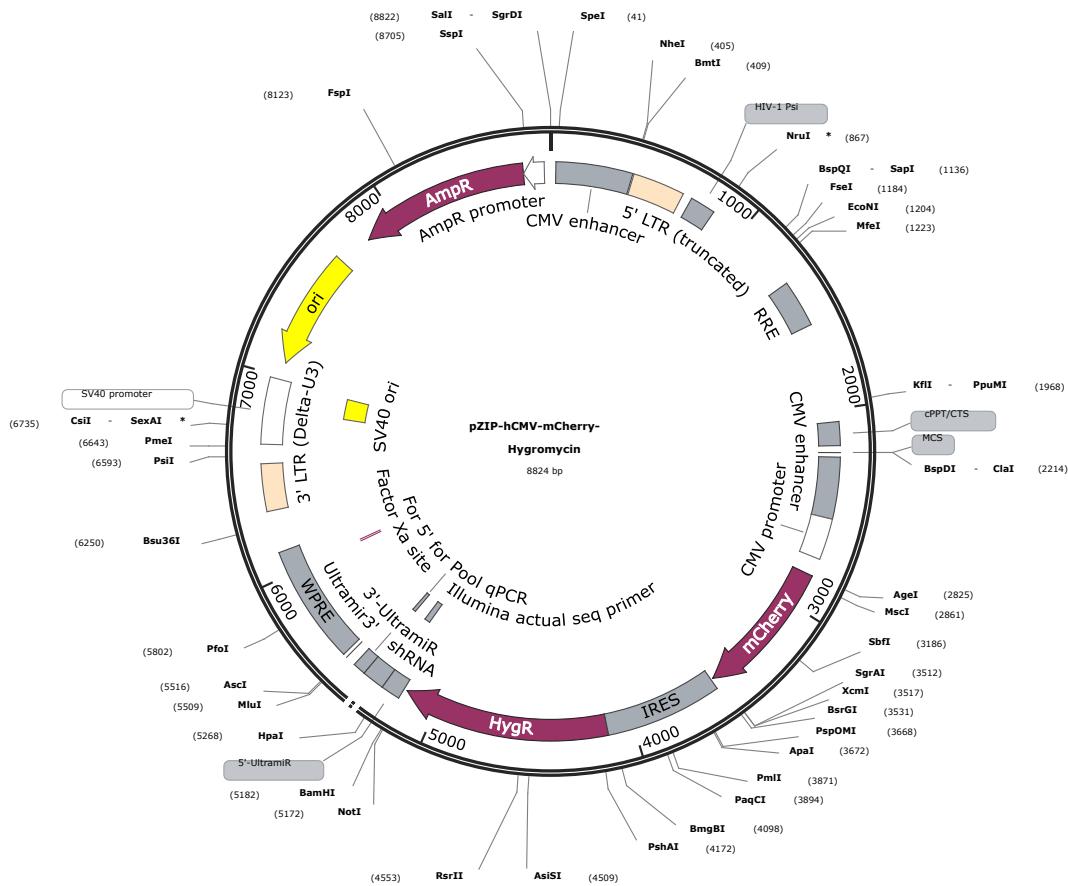 (8822) SalI - SgrDI
SpeI (41)
(8705) SspI
NheI (405)
BmtI (409)
(8123) FspI
HIV-1 Psi
NruI * (867)
BspQI - SapI (1136)
FseI (1184)
EcoNI (1204)
MfeI (1223)
1000
8000
AmpR
AmpR promoter
CMV enhancer
5' LTR (truncated)
RRE
ori
2000
KflI - PpuMI (1968)
cPPT/CTS
MCS
BspDI - ClaI (2214)
7000
SV40 promoter
(6735) CsiI - SexAI *
(6643) PmeI
(6593) PsiI
3' LTR (Delta-U3)
SV40 ori
pZIP-hCMV-mCherry-
Hygromycin
8824 bp
CMV enhancer
CMV promoter
Factor Xa site
For 5' for Pool qPCR
Illumina actual seq primer
(6250) Bsu36I
6000
WPRE
Ultramir3'
3'-UltramiR
shRNA
mCherry
3000
AgeI (2825)
MscI (2861)
SbfI (3186)
SgrAI (3512)
XcmI (3517)
BsrGI (3531)
PspOMI (3668)
ApaI (3672)
(5802) PfoI
(5516) AscI
(5509) MluI
(5268) HpaI
5'-UltramiR
(5182) BamHI
(5172) NotI
5000
HygR
IRES
4000
PmlI (3871)
PaqCI (3894)
BmgBI (4098)
PshAI (4172)
(4553) RsrII
AsiSI (4509)